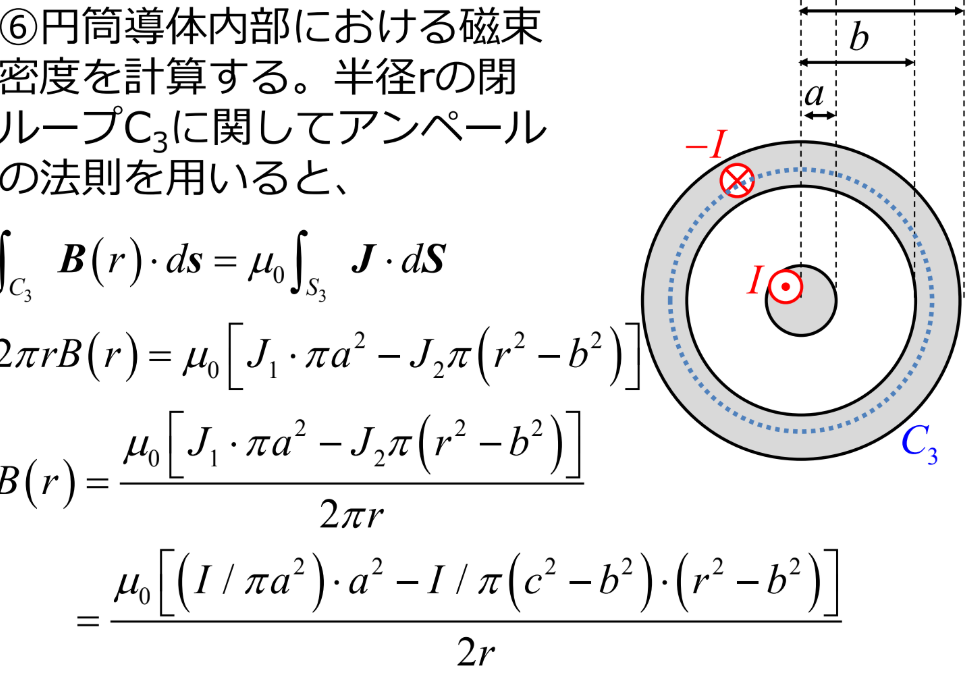 ⑥円筒導体内部における磁束
密度を計算する。半径rの閉
ループC₃に関してアンペール
の法則を用いると、
∫_{C₃} B(r)・ds = μ₀∫_{S₃} J・dS
2πrB(r) = μ₀[J₁・πa² − J₂π(r² − b²)]
B(r) = μ₀[J₁・πa² − J₂π(r² − b²)] / 2πr
= μ₀[(I / πa²)・a² − I / π(c² − b²)・(r² − b²)] / 2r
b
a
−I
I
C₃